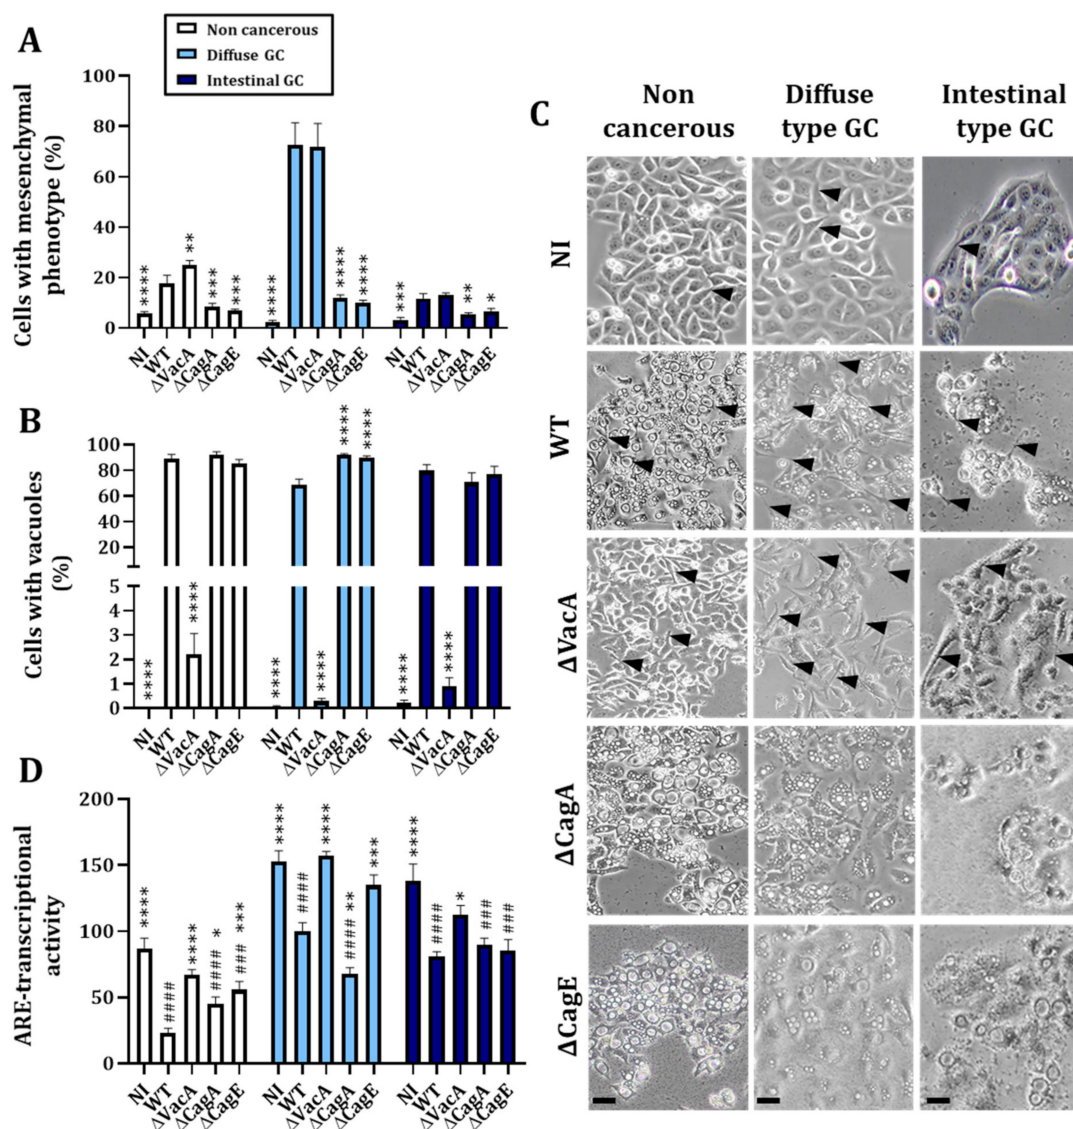 A
Non cancerous
Diffuse GC
Intestinal GC
Cells with mesenchymal
phenotype (%)
100
80
60
40
20
0
****
**
***
***
****
****
****
***
**
*
NI
WT
ΔVacA
ΔCagA
ΔCagE
NI
WT
ΔVacA
ΔCagA
ΔCagE
NI
WT
ΔVacA
ΔCagA
ΔCagE
B
Cells with vacuoles
(%)
100
80
60
40
20
5
4
3
2
1
0
****
****
****
****
****
****
****
****
NI
WT
ΔVacA
ΔCagA
ΔCagE
NI
WT
ΔVacA
ΔCagA
ΔCagE
NI
WT
ΔVacA
ΔCagA
ΔCagE
D
ARE-transcriptional
activity
200
150
100
50
0
****
####
****
#### *
### ***
****
####
****
#### **
***
****
####
*
###
###
NI
WT
ΔVacA
ΔCagA
ΔCagE
NI
WT
ΔVacA
ΔCagA
ΔCagE
NI
WT
ΔVacA
ΔCagA
ΔCagE
C
Non
cancerous
Diffuse
type GC
Intestinal
type GC
NI
WT
ΔVacA
ΔCagA
ΔCagE